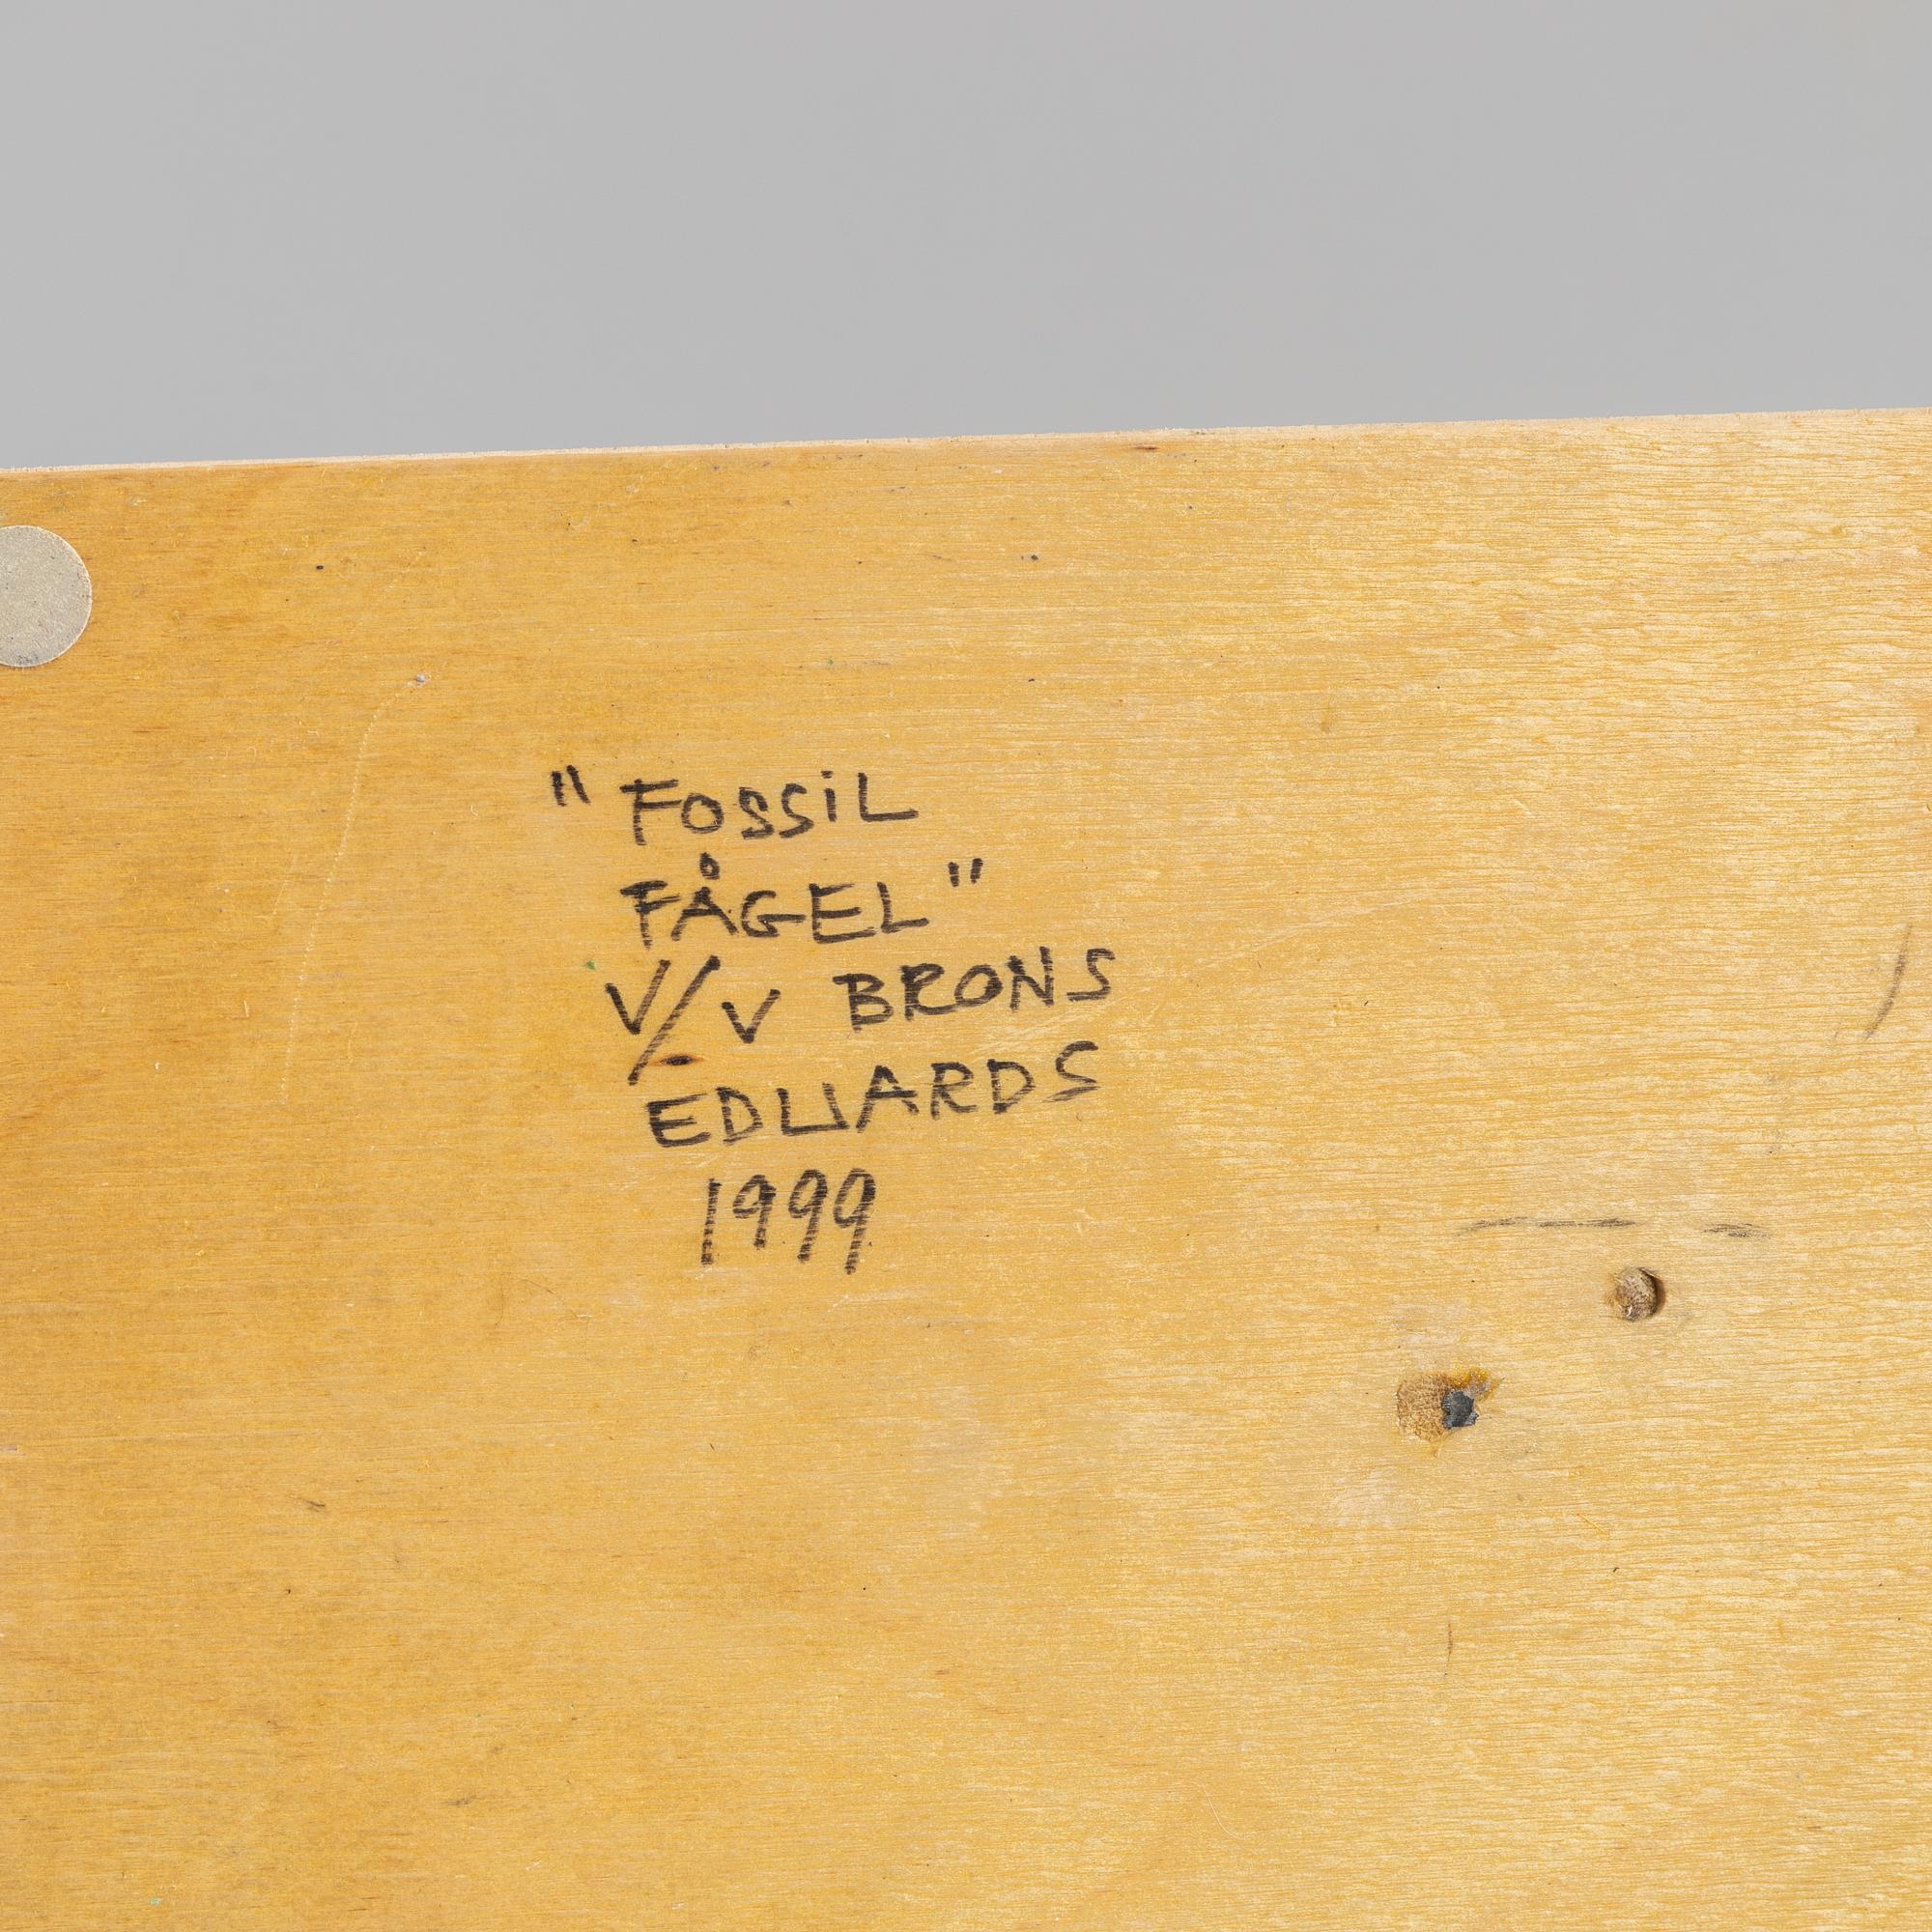 "FOSSiL
FÅGEL"
V/V BRONS
EDUARDS
1999